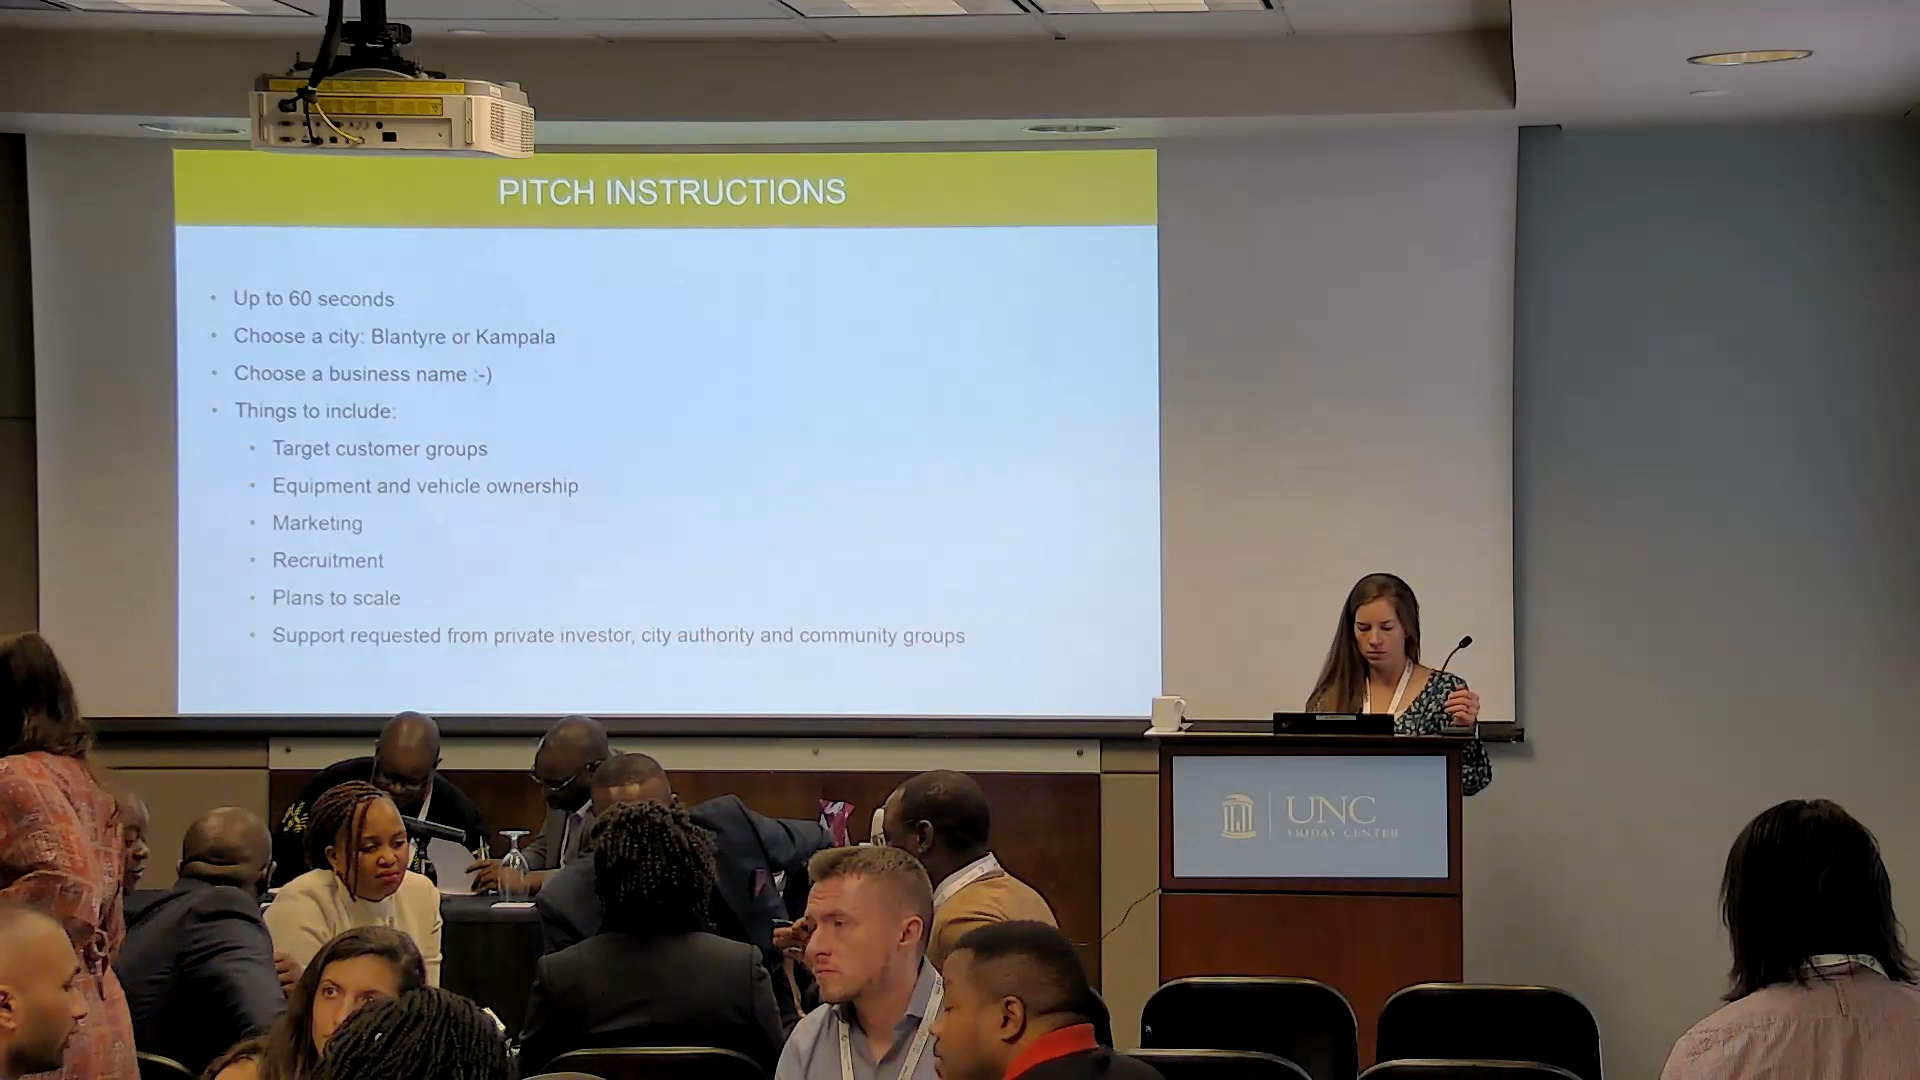 PITCH INSTRUCTIONS
• Up to 60 seconds
• Choose a city: Blantyre or Kampala
• Choose a business name :-)
• Things to include:
• Target customer groups
• Equipment and vehicle ownership
• Marketing
• Recruitment
• Plans to scale
• Support requested from private investor, city authority and community groups
UNC
FRIDAY CENTER